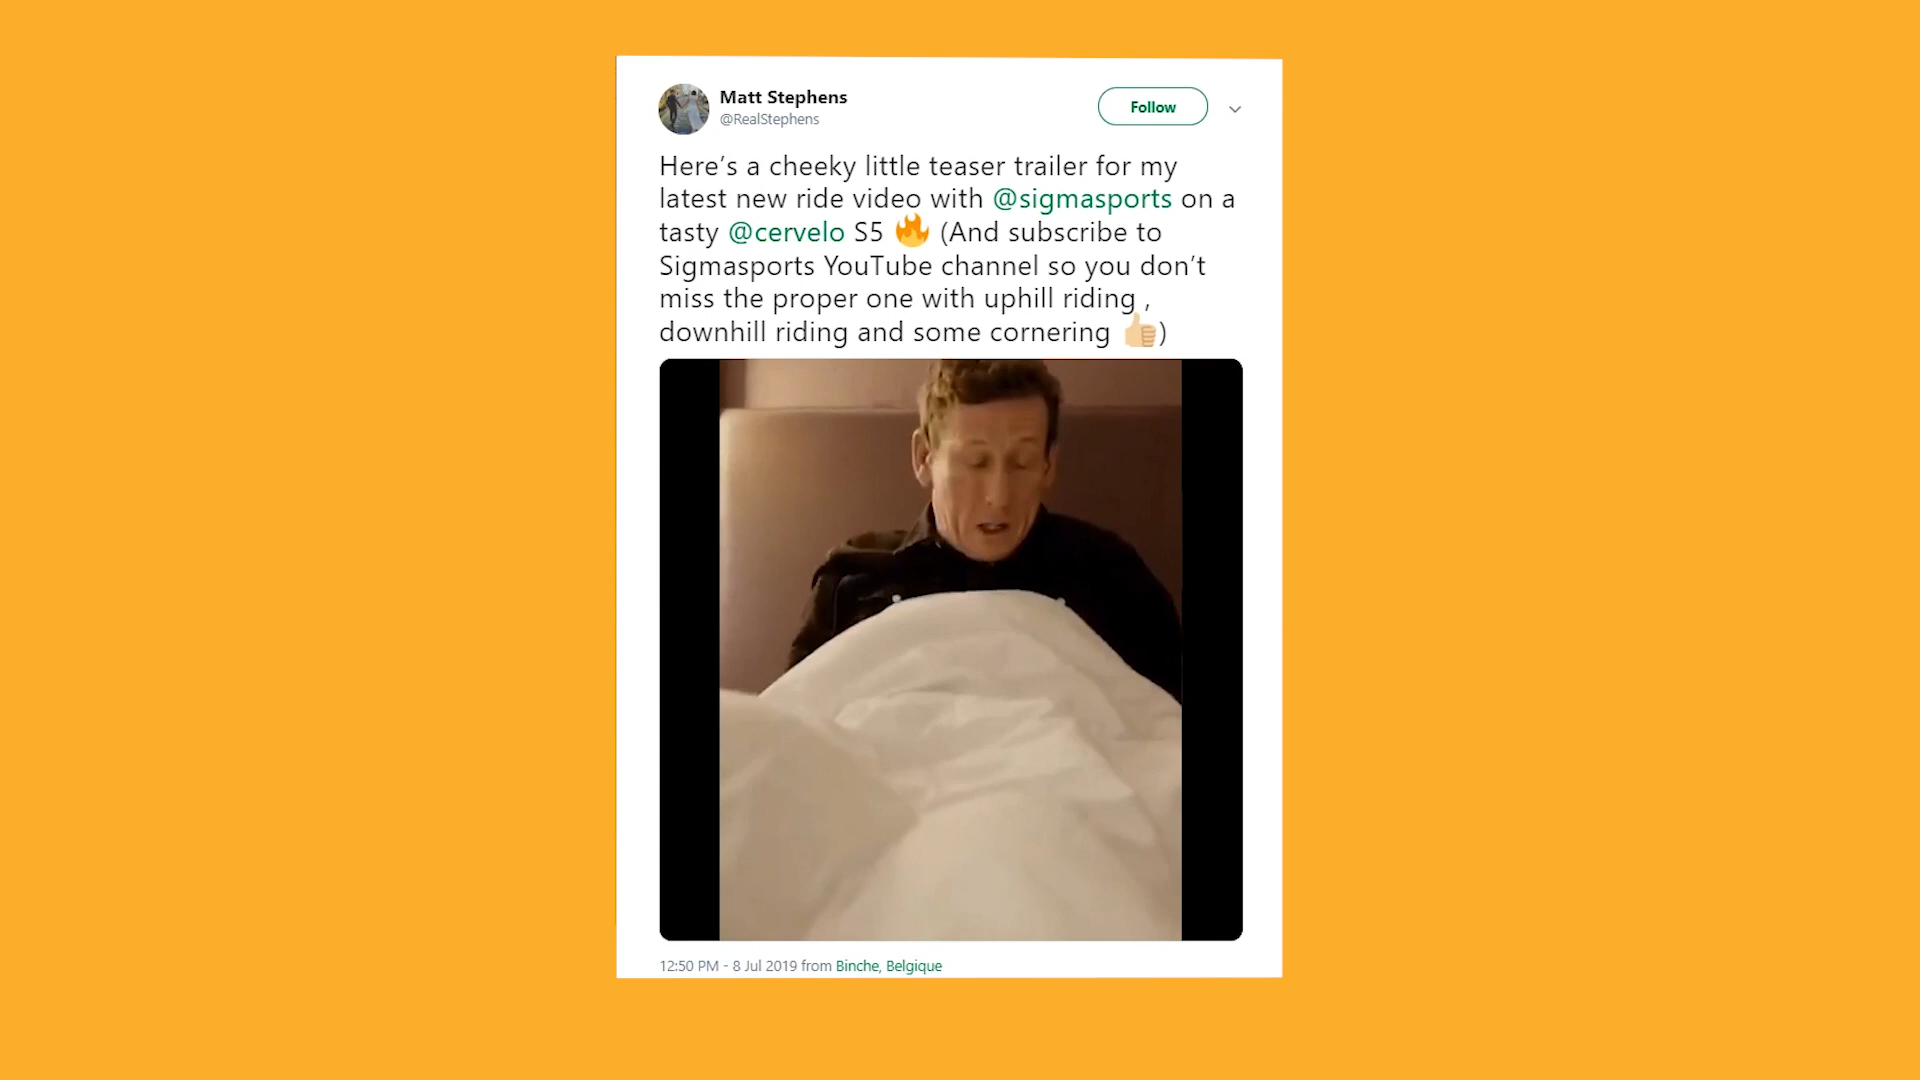 Matt Stephens
@RealStephens
Follow
Here’s a cheeky little teaser trailer for my
latest new ride video with @sigmasports on a
tasty @cervelo S5 🔥 (And subscribe to
Sigmasports YouTube channel so you don’t
miss the proper one with uphill riding ,
downhill riding and some cornering 👍🏼)
12:50 PM - 8 Jul 2019 from Binche, Belgique